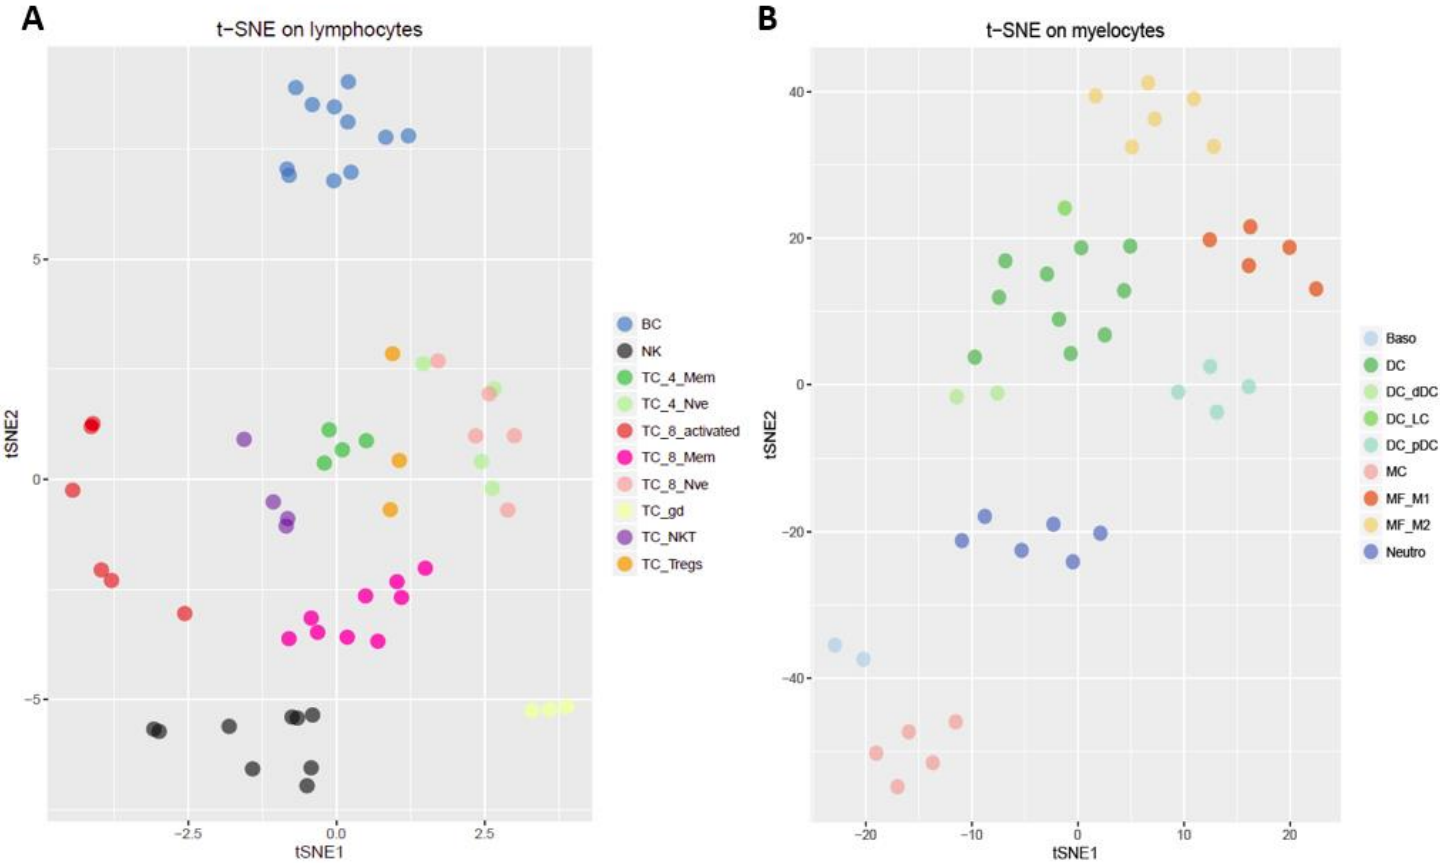 A
t−SNE on lymphocytes
5
0
−5
tSNE2
−2.5
0.0
2.5
tSNE1
BC
NK
TC_4_Mem
TC_4_Nve
TC_8_activated
TC_8_Mem
TC_8_Nve
TC_gd
TC_NKT
TC_Tregs
B
t−SNE on myelocytes
40
20
0
−20
−40
tSNE2
−20
−10
0
10
20
tSNE1
Baso
DC
DC_dDC
DC_LC
DC_pDC
MC
MF_M1
MF_M2
Neutro